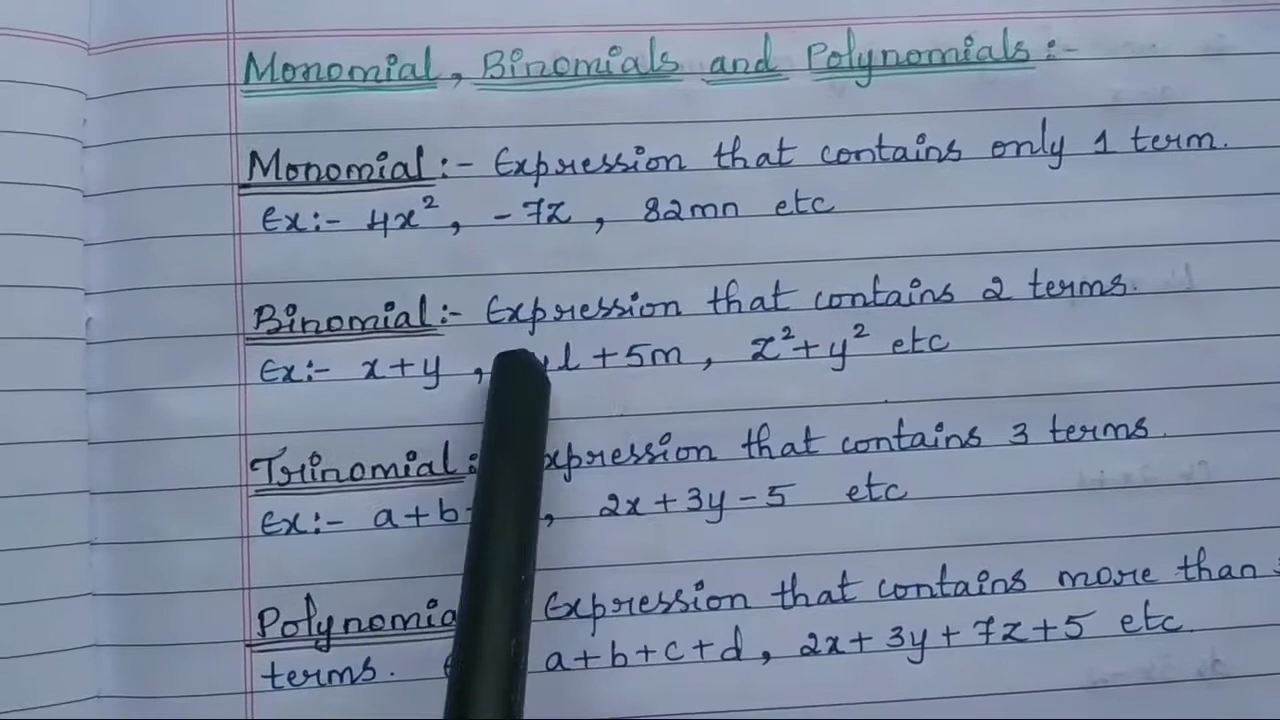 Monomial, Binomials and Polynomials :-
Monomial :- Expression that contains only 1 term.
Ex:- 4x², -7z, 82mn etc
Binomial :- Expression that contains 2 terms.
Ex:- x+y, l+5m, z²+y² etc
Trinomial : Expression that contains 3 terms.
Ex:- a+b , 2x+3y-5 etc
Expression that contains more than
terms. a+b+c+d, 2x+3y+7z+5 etc